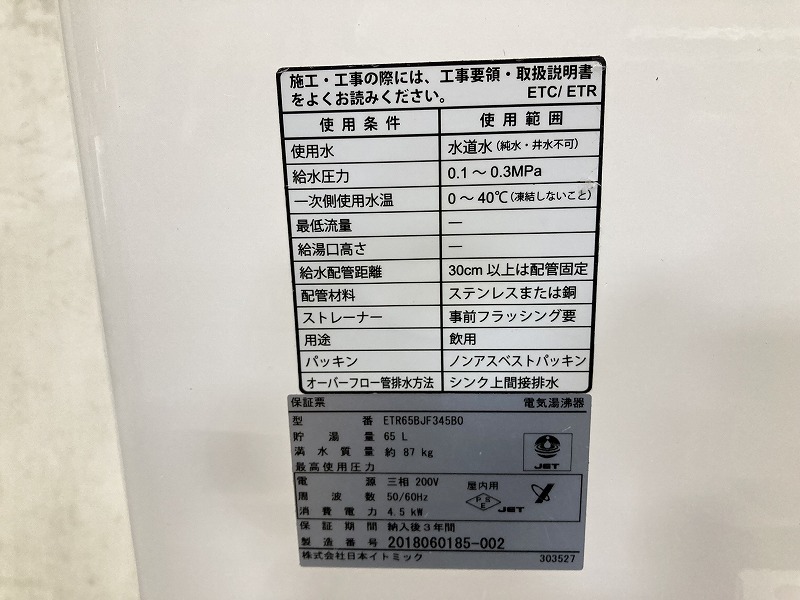 施工・工事の際には、工事要領・取扱説明書
をよくお読みください。 ETC/ ETR
使用条件 使用範囲
使用水 水道水（純水・井水不可）
給水圧力 0.1～0.3MPa
一次側使用水温 0～40℃（凍結しないこと）
最低流量 —
給湯口高さ —
給水配管距離 30cm 以上は配管固定
配管材料 ステンレスまたは銅
ストレーナー 事前フラッシング要
用途 飲用
パッキン ノンアスベストパッキン
オーバーフロー管排水方法 シンク上間接排水
保証票 電気湯沸器
型番 ETR65BJF345B0
貯湯量 65 L
満水質量 約 87 kg
最高使用圧力
JET
電源 三相 200V
周波数 50/60Hz
消費電力 4.5 kW
屋内用
PSE JET
保証期間 納入後3年間
製造番号 2018060185-002
株式会社日本イトミック 303527